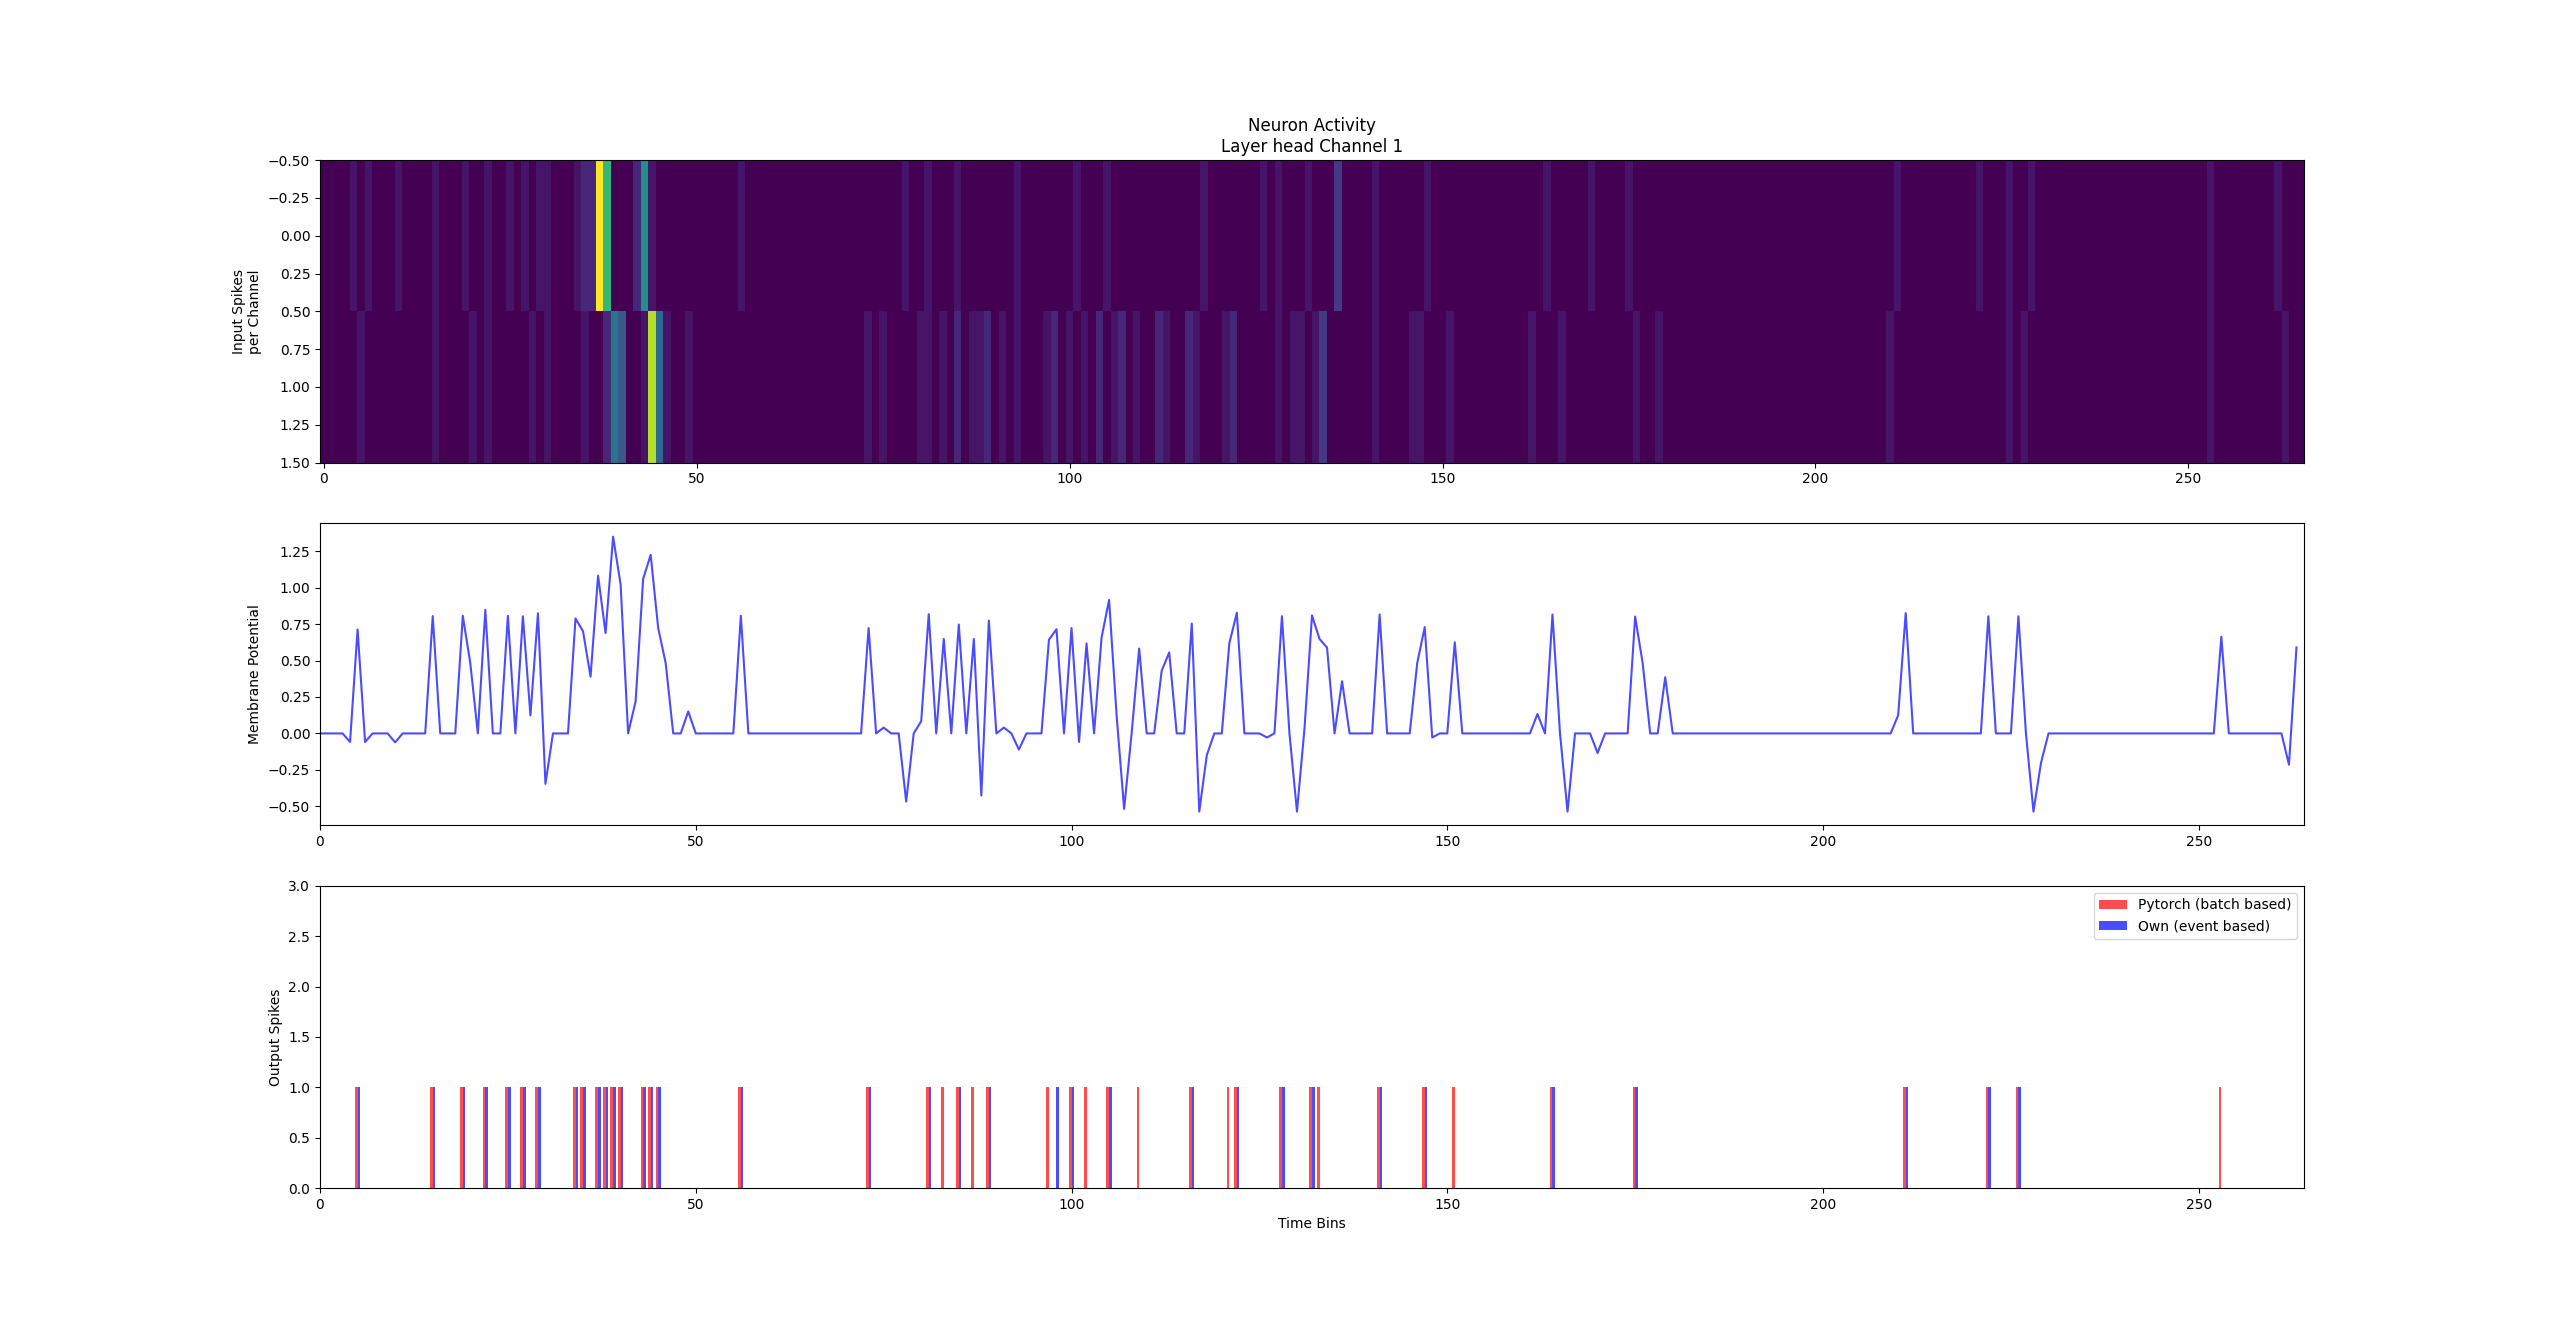 Neuron Activity
Layer head Channel 1
Input Spikes
per Channel
−0.50
−0.25
0.00
0.25
0.50
0.75
1.00
1.25
1.50
0 50 100 150 200 250
Membrane Potential
1.25
1.00
0.75
0.50
0.25
0.00
−0.25
−0.50
0 50 100 150 200 250
Output Spikes
3.0
2.5
2.0
1.5
1.0
0.5
0.0
Pytorch (batch based)
Own (event based)
0 50 100 150 200 250
Time Bins